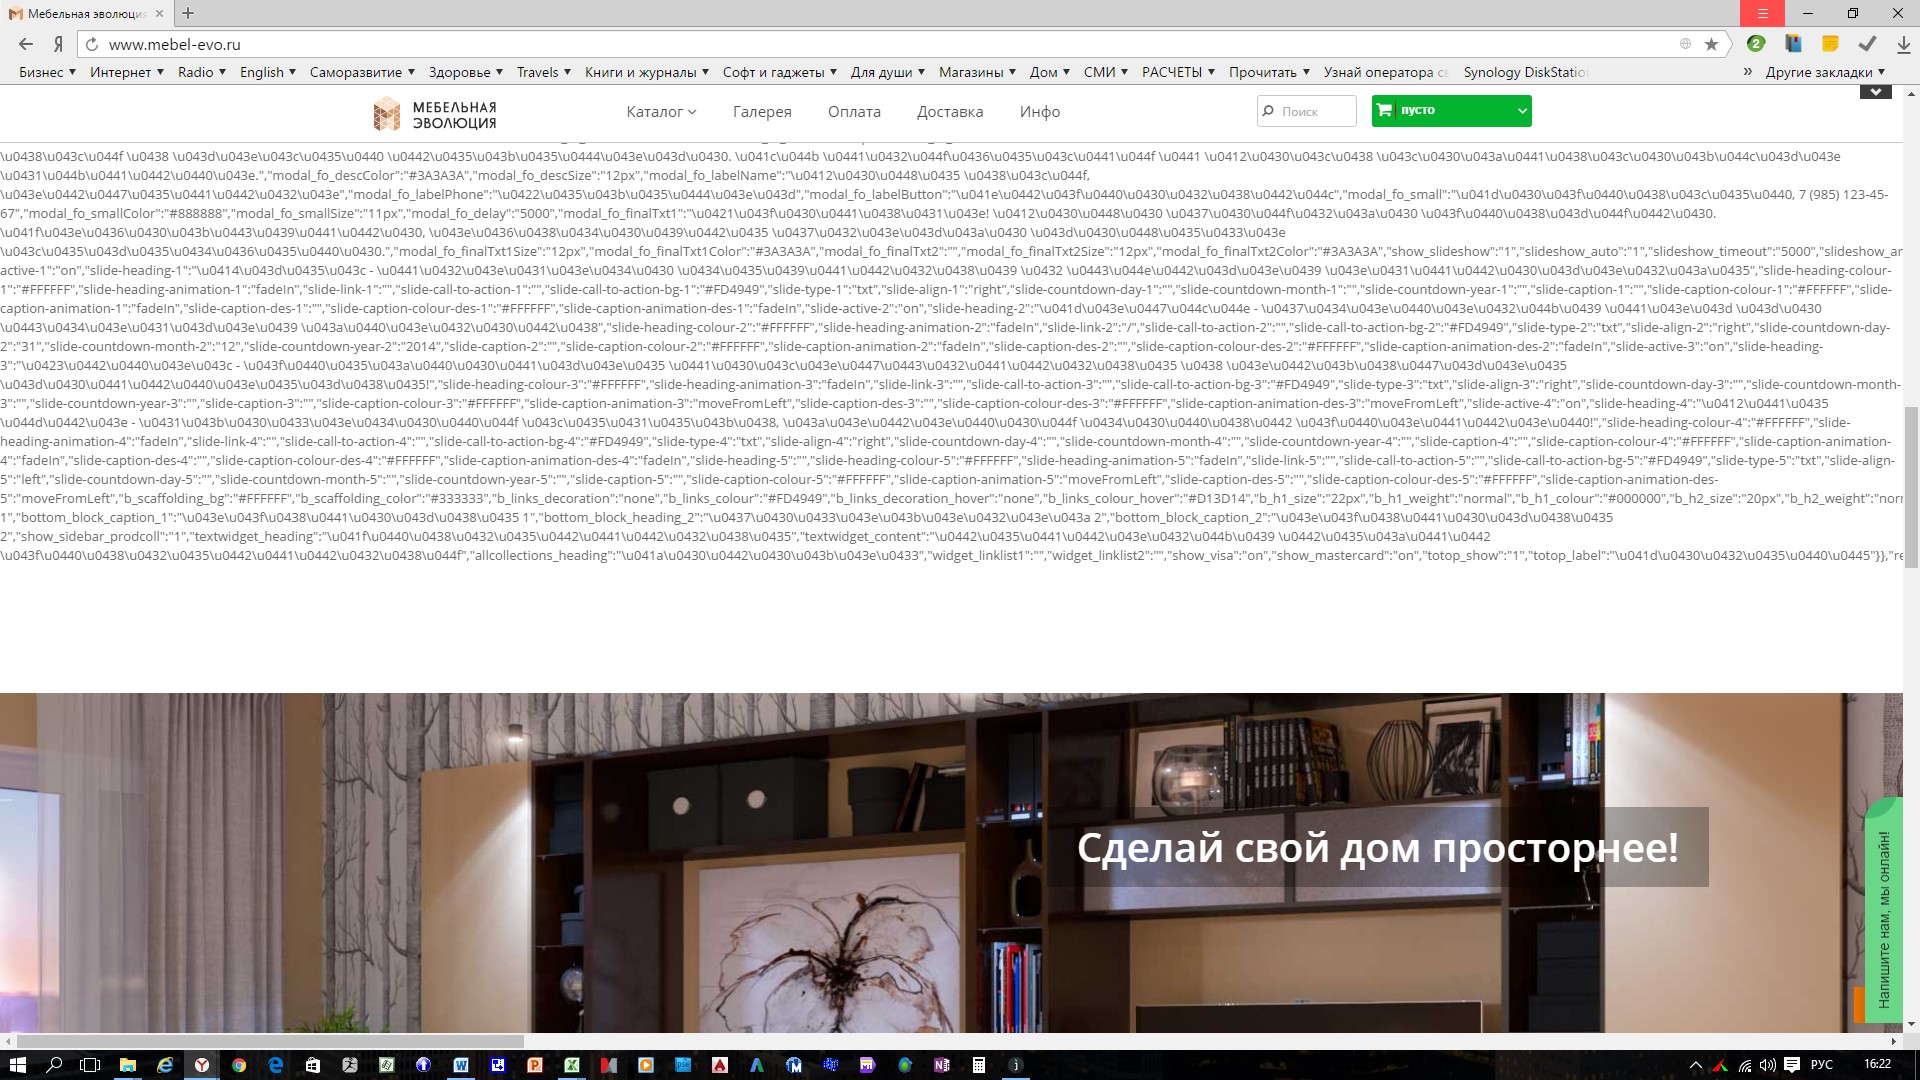 Мебельная эволюция
www.mebel-evo.ru
2
Бизнес Интернет Radio English Саморазвитие Здоровье Travels Книги и журналы Софт и гаджеты Для души Магазины Дом СМИ РАСЧЕТЫ Прочитать Узнай оператора Synology DiskStatio » Другие закладки
МЕБЕЛЬНАЯ
ЭВОЛЮЦИЯ
Каталог Галерея Оплата Доставка Инфо Поиск пусто
\u0438\u043c\u044f \u0438 \u043d\u043e\u043c\u0435\u0440 \u0442\u0435\u043b\u0435\u0444\u043e\u043d\u0430. \u041c\u044b \u0441\u0432\u044f\u0436\u0435\u043c\u0441\u044f \u0441 \u0412\u0430\u043c\u0438 \u043c\u0430\u043a\u0441\u0438\u043c\u0430\u043b\u044c\u043d\u043e
\u0431\u044b\u0441\u0442\u0440\u043e.","modal_fo_descColor":"#3A3A3A","modal_fo_descSize":"12px","modal_fo_labelName":"\u0412\u0430\u0448\u0435 \u0438\u043c\u044f,
\u043e\u0442\u0447\u0435\u0441\u0442\u0432\u043e","modal_fo_labelPhone":"\u0422\u0435\u043b\u0435\u0444\u043e\u043d","modal_fo_labelButton":"\u041e\u0442\u043f\u0440\u0430\u0432\u0438\u0442\u044c","modal_fo_small":"\u041d\u0430\u043f\u0440\u0438\u043c\u0435\u0440, 7 (985) 123-45-
67","modal_fo_smallColor":"#888888","modal_fo_smallSize":"11px","modal_fo_delay":"5000","modal_fo_finalTxt1":"\u0421\u043f\u0430\u0441\u0438\u0431\u043e! \u0412\u0430\u0448\u0430 \u0437\u0430\u044f\u0432\u043a\u0430 \u043f\u0440\u0438\u043d\u044f\u0442\u0430.
\u041f\u043e\u0436\u0430\u043b\u0443\u0439\u0441\u0442\u0430, \u043e\u0436\u0438\u0434\u0430\u0439\u0442\u0435 \u0437\u0432\u043e\u043d\u043a\u0430 \u043d\u0430\u0448\u0435\u0433\u043e
\u043c\u0435\u043d\u0435\u0434\u0436\u0435\u0440\u0430.","modal_fo_finalTxt1Size":"12px","modal_fo_finalTxt1Color":"#3A3A3A","modal_fo_finalTxt2":"","modal_fo_finalTxt2Size":"12px","modal_fo_finalTxt2Color":"#3A3A3A","show_slideshow":"1","slideshow_auto":"1","slideshow_timeout":"5000","slideshow_an
active-1":"on","slide-heading-1":"\u0414\u043d\u0435\u043c - \u0441\u0432\u043e\u0431\u043e\u0434\u0430 \u0434\u0435\u0439\u0441\u0442\u0432\u0438\u0439 \u0432 \u0443\u044e\u0442\u043d\u043e\u0439 \u043e\u0431\u0441\u0442\u0430\u043d\u043e\u0432\u043a\u0435","slide-heading-colour-
1":"#FFFFFF","slide-heading-animation-1":"fadeIn","slide-link-1":"","slide-call-to-action-1":"","slide-call-to-action-bg-1":"#FD4949","slide-type-1":"txt","slide-align-1":"right","slide-countdown-day-1":"","slide-countdown-month-1":"","slide-countdown-year-1":"","slide-caption-1":"","slide-caption-colour-1":"#FFFFFF","slide-
caption-animation-1":"fadeIn","slide-caption-des-1":"","slide-caption-colour-des-1":"#FFFFFF","slide-caption-animation-des-1":"fadeIn","slide-active-2":"on","slide-heading-2":"\u041d\u043e\u0447\u044c\u044e - \u0437\u0434\u043e\u0440\u043e\u0432\u044b\u0439 \u0441\u043e\u043d \u043d\u0430
\u0443\u0434\u043e\u0431\u043d\u043e\u0439 \u043a\u0440\u043e\u0432\u0430\u0442\u0438","slide-heading-colour-2":"#FFFFFF","slide-heading-animation-2":"fadeIn","slide-link-2":"/","slide-call-to-action-2":"","slide-call-to-action-bg-2":"#FD4949","slide-type-2":"txt","slide-align-2":"right","slide-countdown-day-
2":"31","slide-countdown-month-2":"12","slide-countdown-year-2":"2014","slide-caption-2":"","slide-caption-colour-2":"#FFFFFF","slide-caption-animation-2":"fadeIn","slide-caption-des-2":"","slide-caption-colour-des-2":"#FFFFFF","slide-caption-animation-des-2":"fadeIn","slide-active-3":"on","slide-heading-
3":"\u0423\u0442\u0440\u043e\u043c - \u043f\u0440\u0435\u043a\u0440\u0430\u0441\u043d\u043e\u0435 \u0441\u0430\u043c\u043e\u0447\u0443\u0432\u0441\u0442\u0432\u0438\u0435 \u0438 \u043e\u0442\u043b\u0438\u0447\u043d\u043e\u0435
\u043d\u0430\u0441\u0442\u0440\u043e\u0435\u043d\u0438\u0435!","slide-heading-colour-3":"#FFFFFF","slide-heading-animation-3":"fadeIn","slide-link-3":"","slide-call-to-action-3":"","slide-call-to-action-bg-3":"#FD4949","slide-type-3":"txt","slide-align-3":"right","slide-countdown-day-3":"","slide-countdown-month-
3":"","slide-countdown-year-3":"","slide-caption-3":"","slide-caption-colour-3":"#FFFFFF","slide-caption-animation-3":"moveFromLeft","slide-caption-des-3":"","slide-caption-colour-des-3":"#FFFFFF","slide-caption-animation-des-3":"moveFromLeft","slide-active-4":"on","slide-heading-4":"\u0412\u0441\u0435
\u044d\u0442\u043e - \u0431\u043b\u0430\u0433\u043e\u0434\u0430\u0440\u044f \u043c\u0435\u0431\u0435\u043b\u0438, \u043a\u043e\u0442\u043e\u0440\u0430\u044f \u0434\u0430\u0440\u0438\u0442 \u043f\u0440\u043e\u0441\u0442\u043e\u0440!","slide-heading-colour-4":"#FFFFFF","slide-
heading-animation-4":"fadeIn","slide-link-4":"","slide-call-to-action-4":"","slide-call-to-action-bg-4":"#FD4949","slide-type-4":"txt","slide-align-4":"right","slide-countdown-day-4":"","slide-countdown-month-4":"","slide-countdown-year-4":"","slide-caption-4":"","slide-caption-colour-4":"#FFFFFF","slide-caption-animation-
4":"fadeIn","slide-caption-des-4":"","slide-caption-colour-des-4":"#FFFFFF","slide-caption-animation-des-4":"fadeIn","slide-heading-5":"","slide-heading-colour-5":"#FFFFFF","slide-heading-animation-5":"fadeIn","slide-link-5":"","slide-call-to-action-5":"","slide-call-to-action-bg-5":"#FD4949","slide-type-5":"txt","slide-align-
5":"left","slide-countdown-day-5":"","slide-countdown-month-5":"","slide-countdown-year-5":"","slide-caption-5":"","slide-caption-colour-5":"#FFFFFF","slide-caption-animation-5":"moveFromLeft","slide-caption-des-5":"","slide-caption-colour-des-5":"#FFFFFF","slide-caption-animation-des-
5":"moveFromLeft","b_scaffolding_bg":"#FFFFFF","b_scaffolding_color":"#333333","b_links_decoration":"none","b_links_colour":"#FD4949","b_links_decoration_hover":"none","b_links_colour_hover":"#D13D14","b_h1_size":"22px","b_h1_weight":"normal","b_h1_colour":"#000000","b_h2_size":"20px","b_h2_weight":"norr
1","bottom_block_caption_1":"\u043e\u043f\u0438\u0441\u0430\u043d\u0438\u0435 1","bottom_block_heading_2":"\u0437\u0430\u0433\u043e\u043b\u043e\u0432\u043e\u043a 2","bottom_block_caption_2":"\u043e\u043f\u0438\u0441\u0430\u043d\u0438\u0435
2","show_sidebar_prodcoll":"1","textwidget_heading":"\u041f\u0440\u0438\u0432\u0435\u0442\u0441\u0442\u0432\u0438\u0435","textwidget_content":"\u0442\u0435\u0441\u0442\u043e\u0432\u044b\u0439 \u0442\u0435\u043a\u0441\u0442
\u043f\u0440\u0438\u0432\u0435\u0442\u0441\u0442\u0432\u0438\u044f","allcollections_heading":"\u041a\u0430\u0442\u0430\u043b\u043e\u0433","widget_linklist1":"","widget_linklist2":"","show_visa":"on","show_mastercard":"on","totop_show":"1","totop_label":"\u041d\u0430\u0432\u0435\u0440\u0445"}},"re
Сделай свой дом просторнее!
Напишите нам, мы онлайн!
РУС 16:22